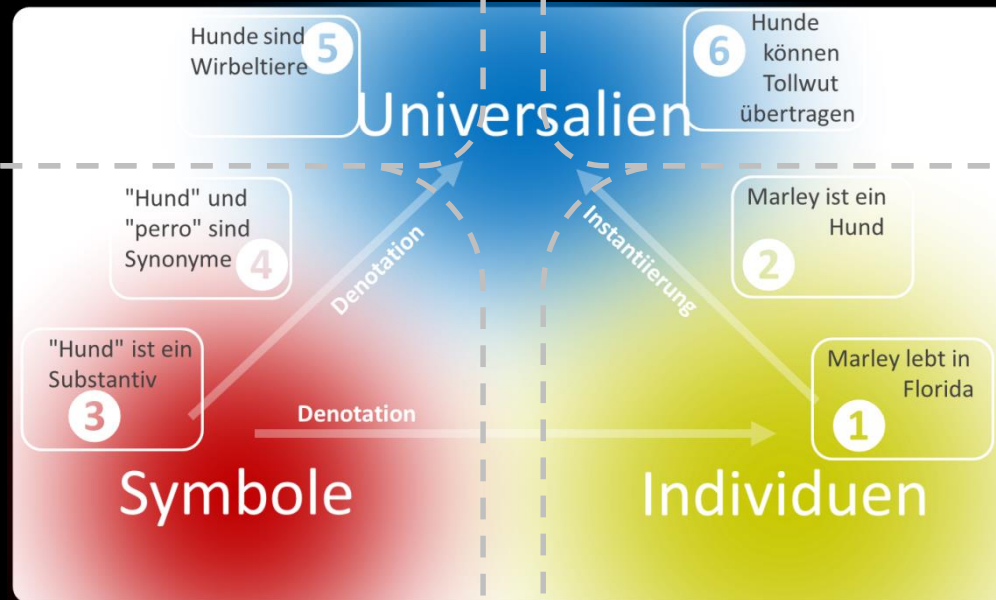 Hunde sind
Wirbeltiere
5
6
Hunde
können
Tollwut
übertragen
Universalien
"Hund" und
"perro" sind
Synonyme
4
Denotation
Instantiierung
Marley ist ein
Hund
2
"Hund" ist ein
Substantiv
3
Denotation
Marley lebt in
Florida
1
Symbole
Individuen